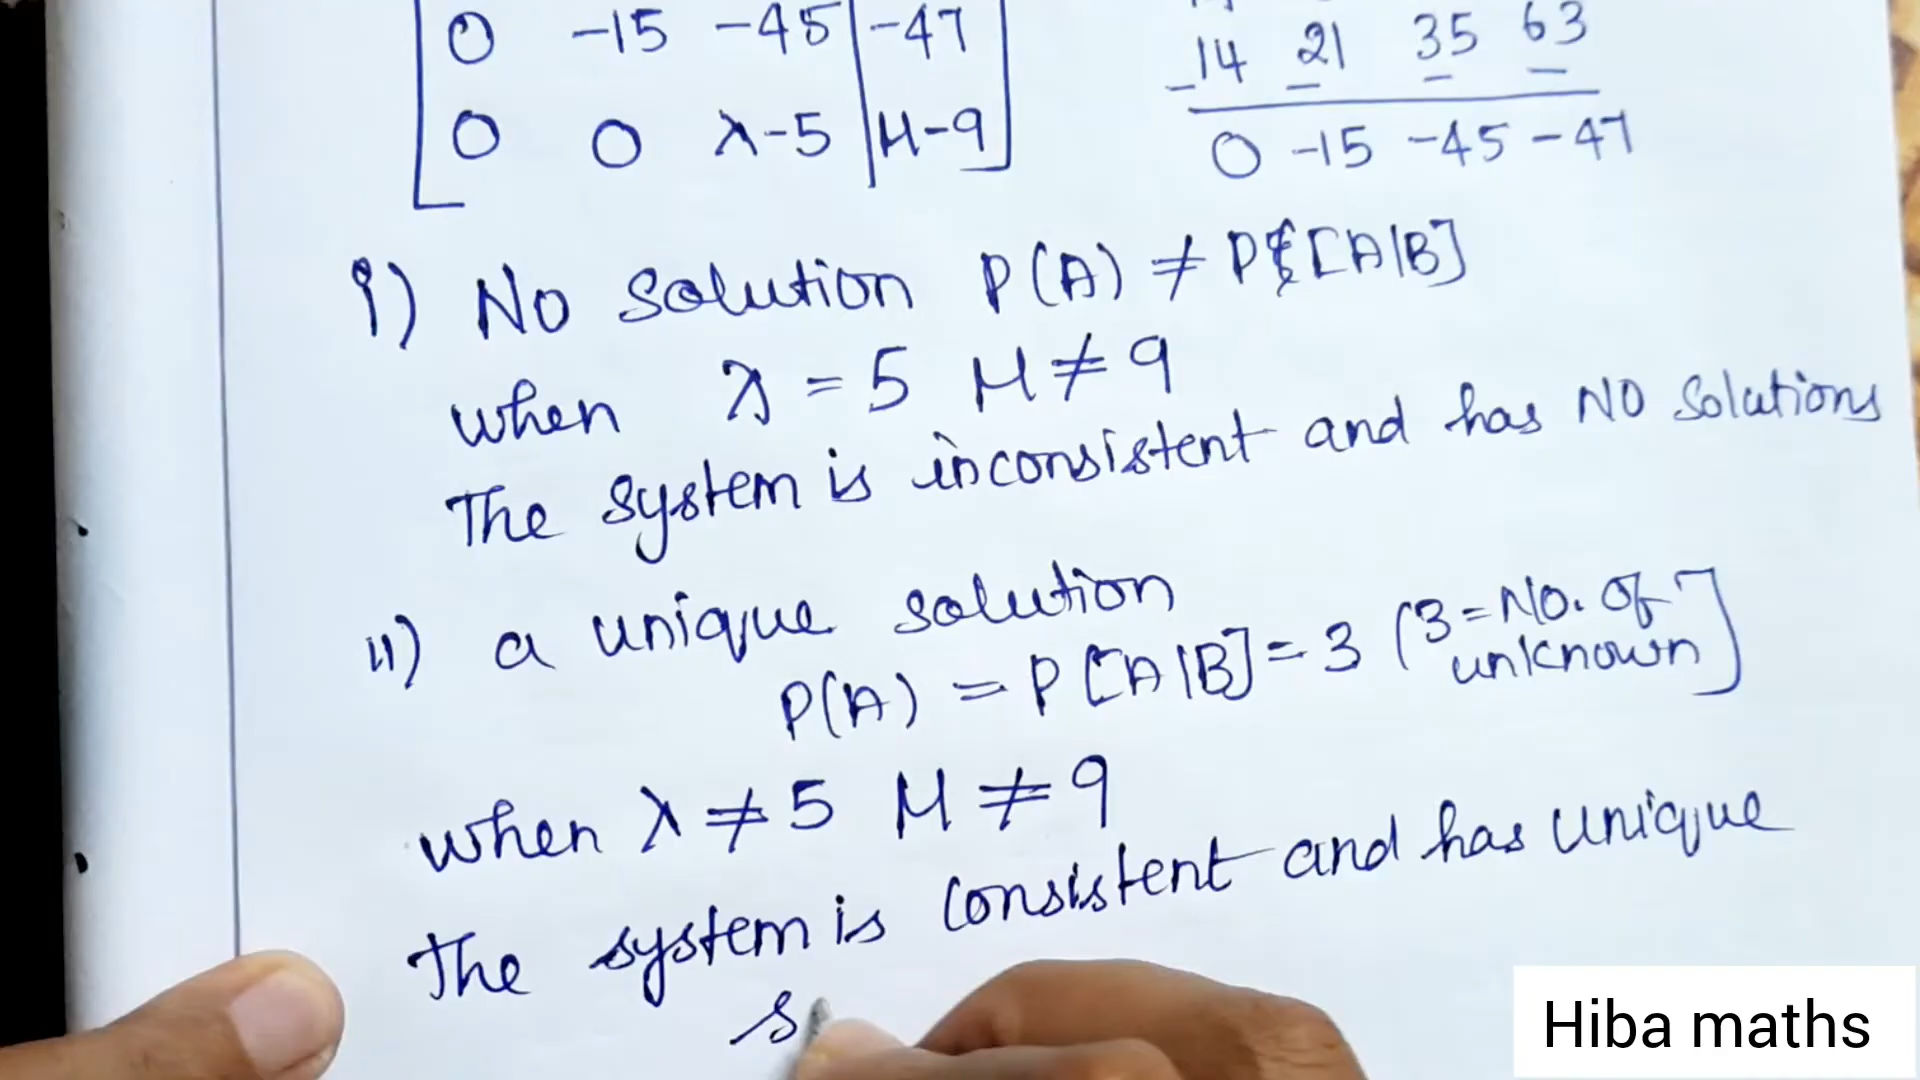 0 -15 -45 | -47
0 0 λ-5 | μ-9
-14 21 35 63
0 -15 -45 -47
i) No solution ρ(A) ≠ ρ[A|B]
when λ = 5 μ ≠ 9
The system is inconsistent and has NO Solutions
ii) a unique solution
ρ(A) = ρ[A|B] = 3 (3 = No. of unknown]
when λ ≠ 5 μ ≠ 9
The system is consistent and has unique
s
Hiba maths